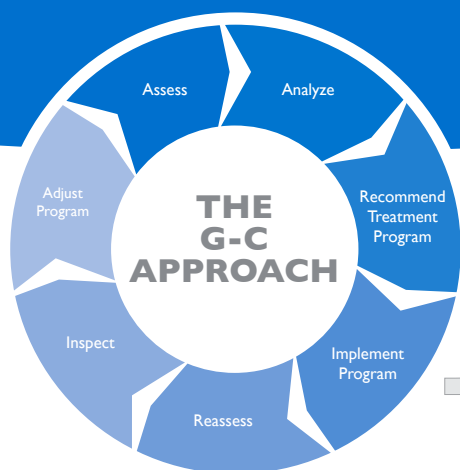 THE
G-C
APPROACH
Assess
Analyze
Recommend
Treatment
Program
Implement
Program
Reassess
Inspect
Adjust
Program